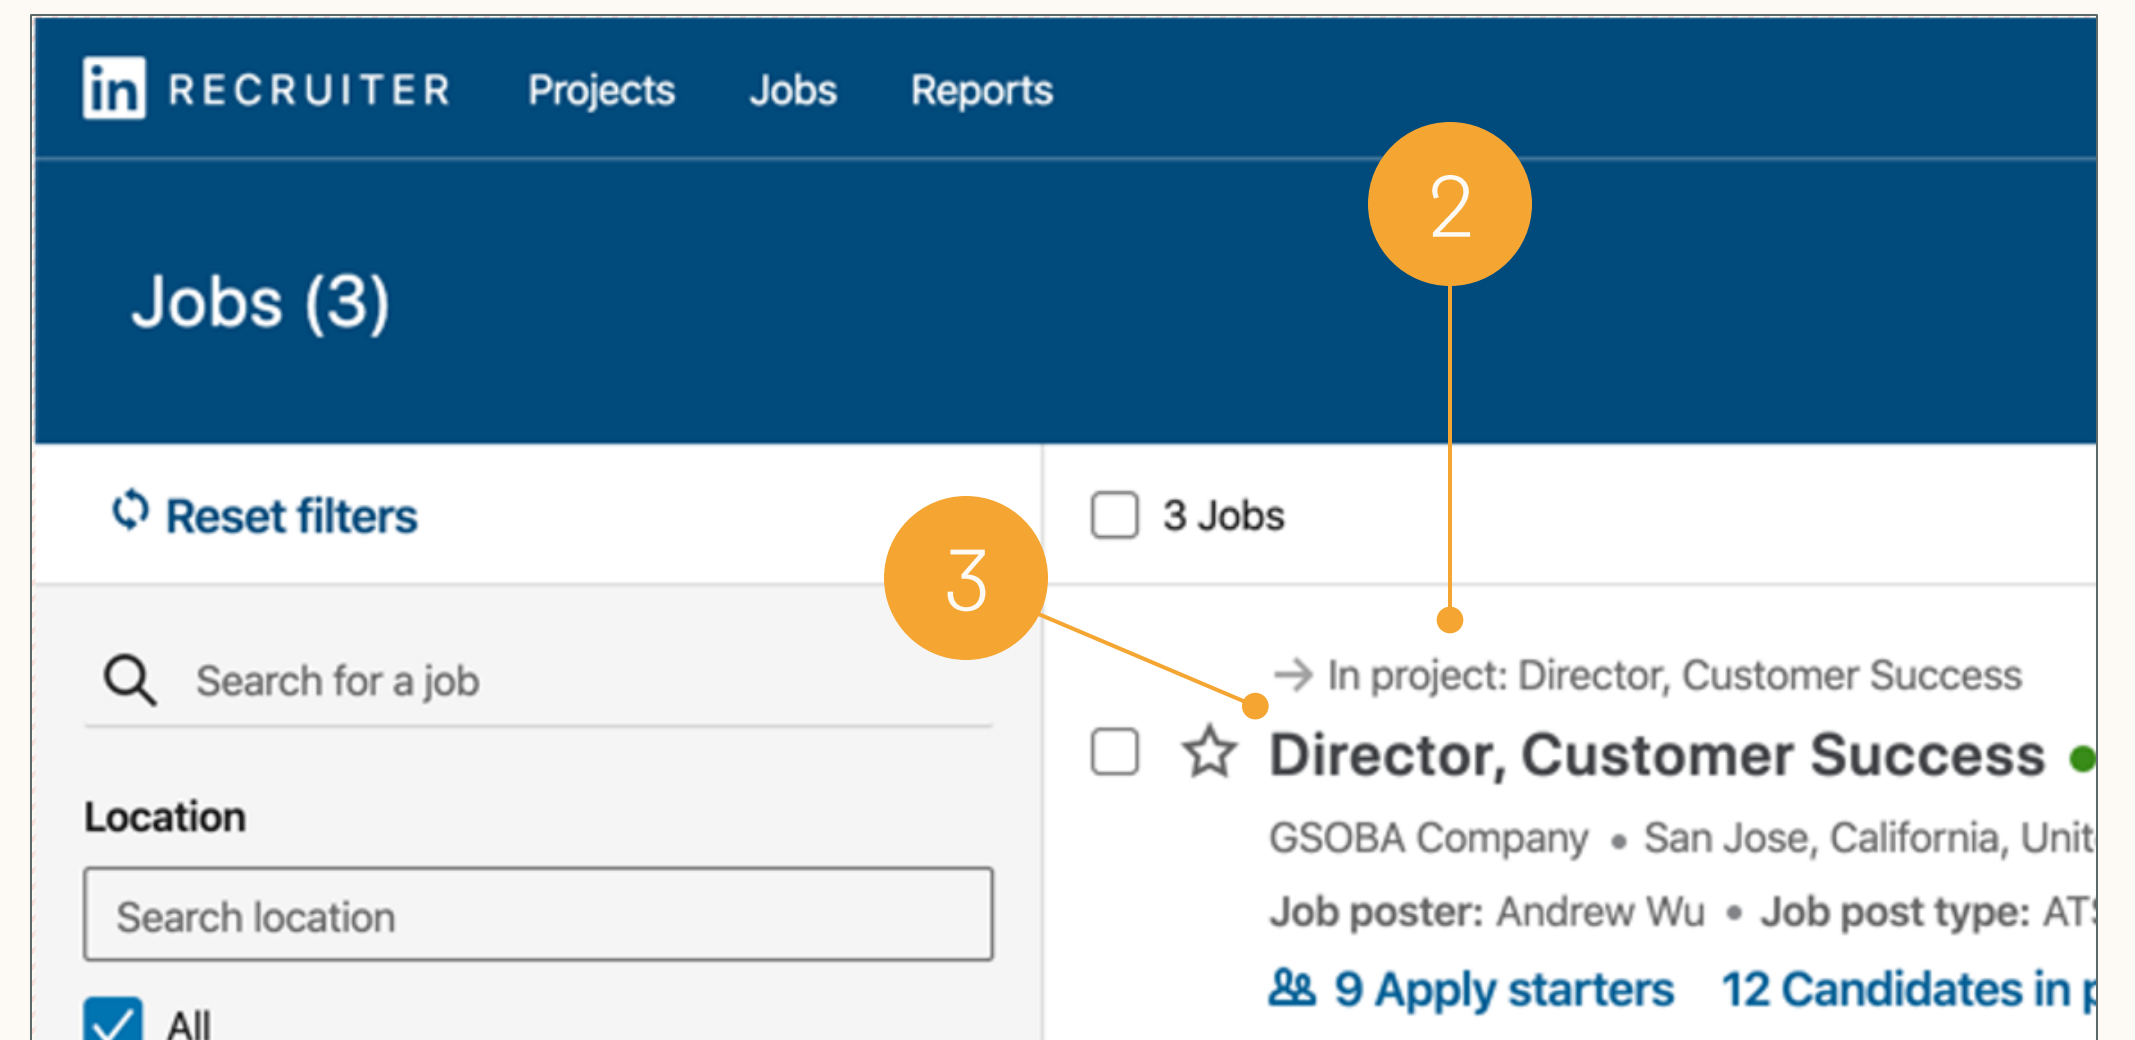 in RECRUITER Projects Jobs Reports
2
Jobs (3)
Reset filters
3 Jobs
3
Search for a job
In project: Director, Customer Success
Director, Customer Success
Location
GSOBA Company • San Jose, California,
Search location
Job poster: Andrew Wu • Job post type:
9 Apply starters 12 Candidates in
All